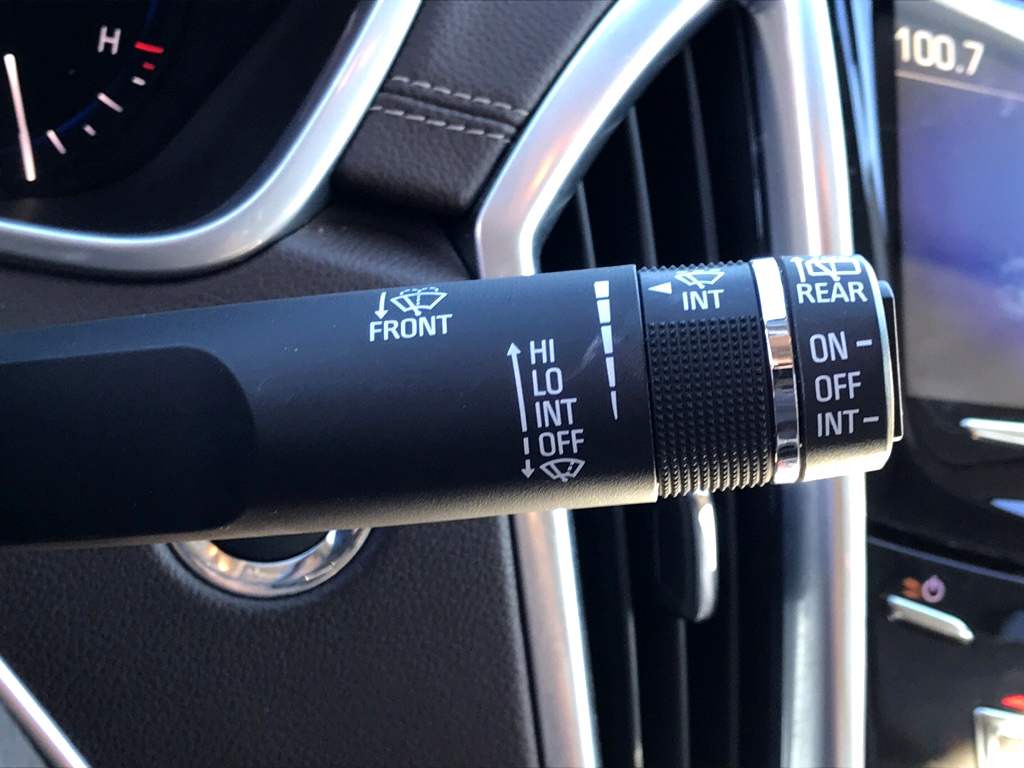 H
100.7
FRONT
HI
LO
INT
OFF
INT
REAR
ON
OFF
INT